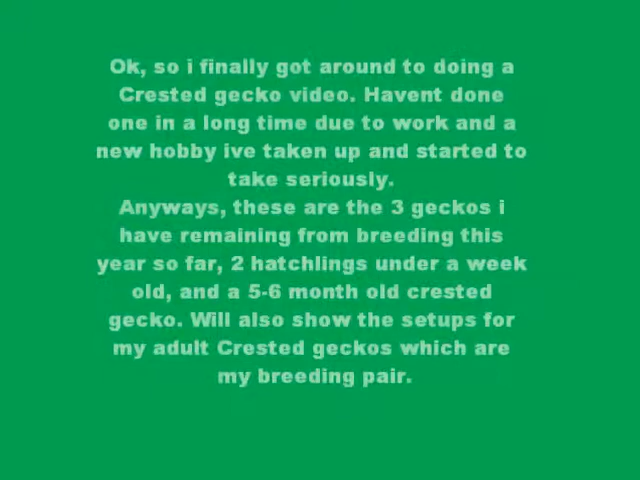 Ok, so i finally got around to doing a
Crested gecko video. Havent done
one in a long time due to work and a
new hobby ive taken up and started to
take seriously.
Anyways, these are the 3 geckos i
have remaining from breeding this
year so far, 2 hatchlings under a week
old, and a 5-6 month old crested
gecko. Will also show the setups for
my adult Crested geckos which are
my breeding pair.